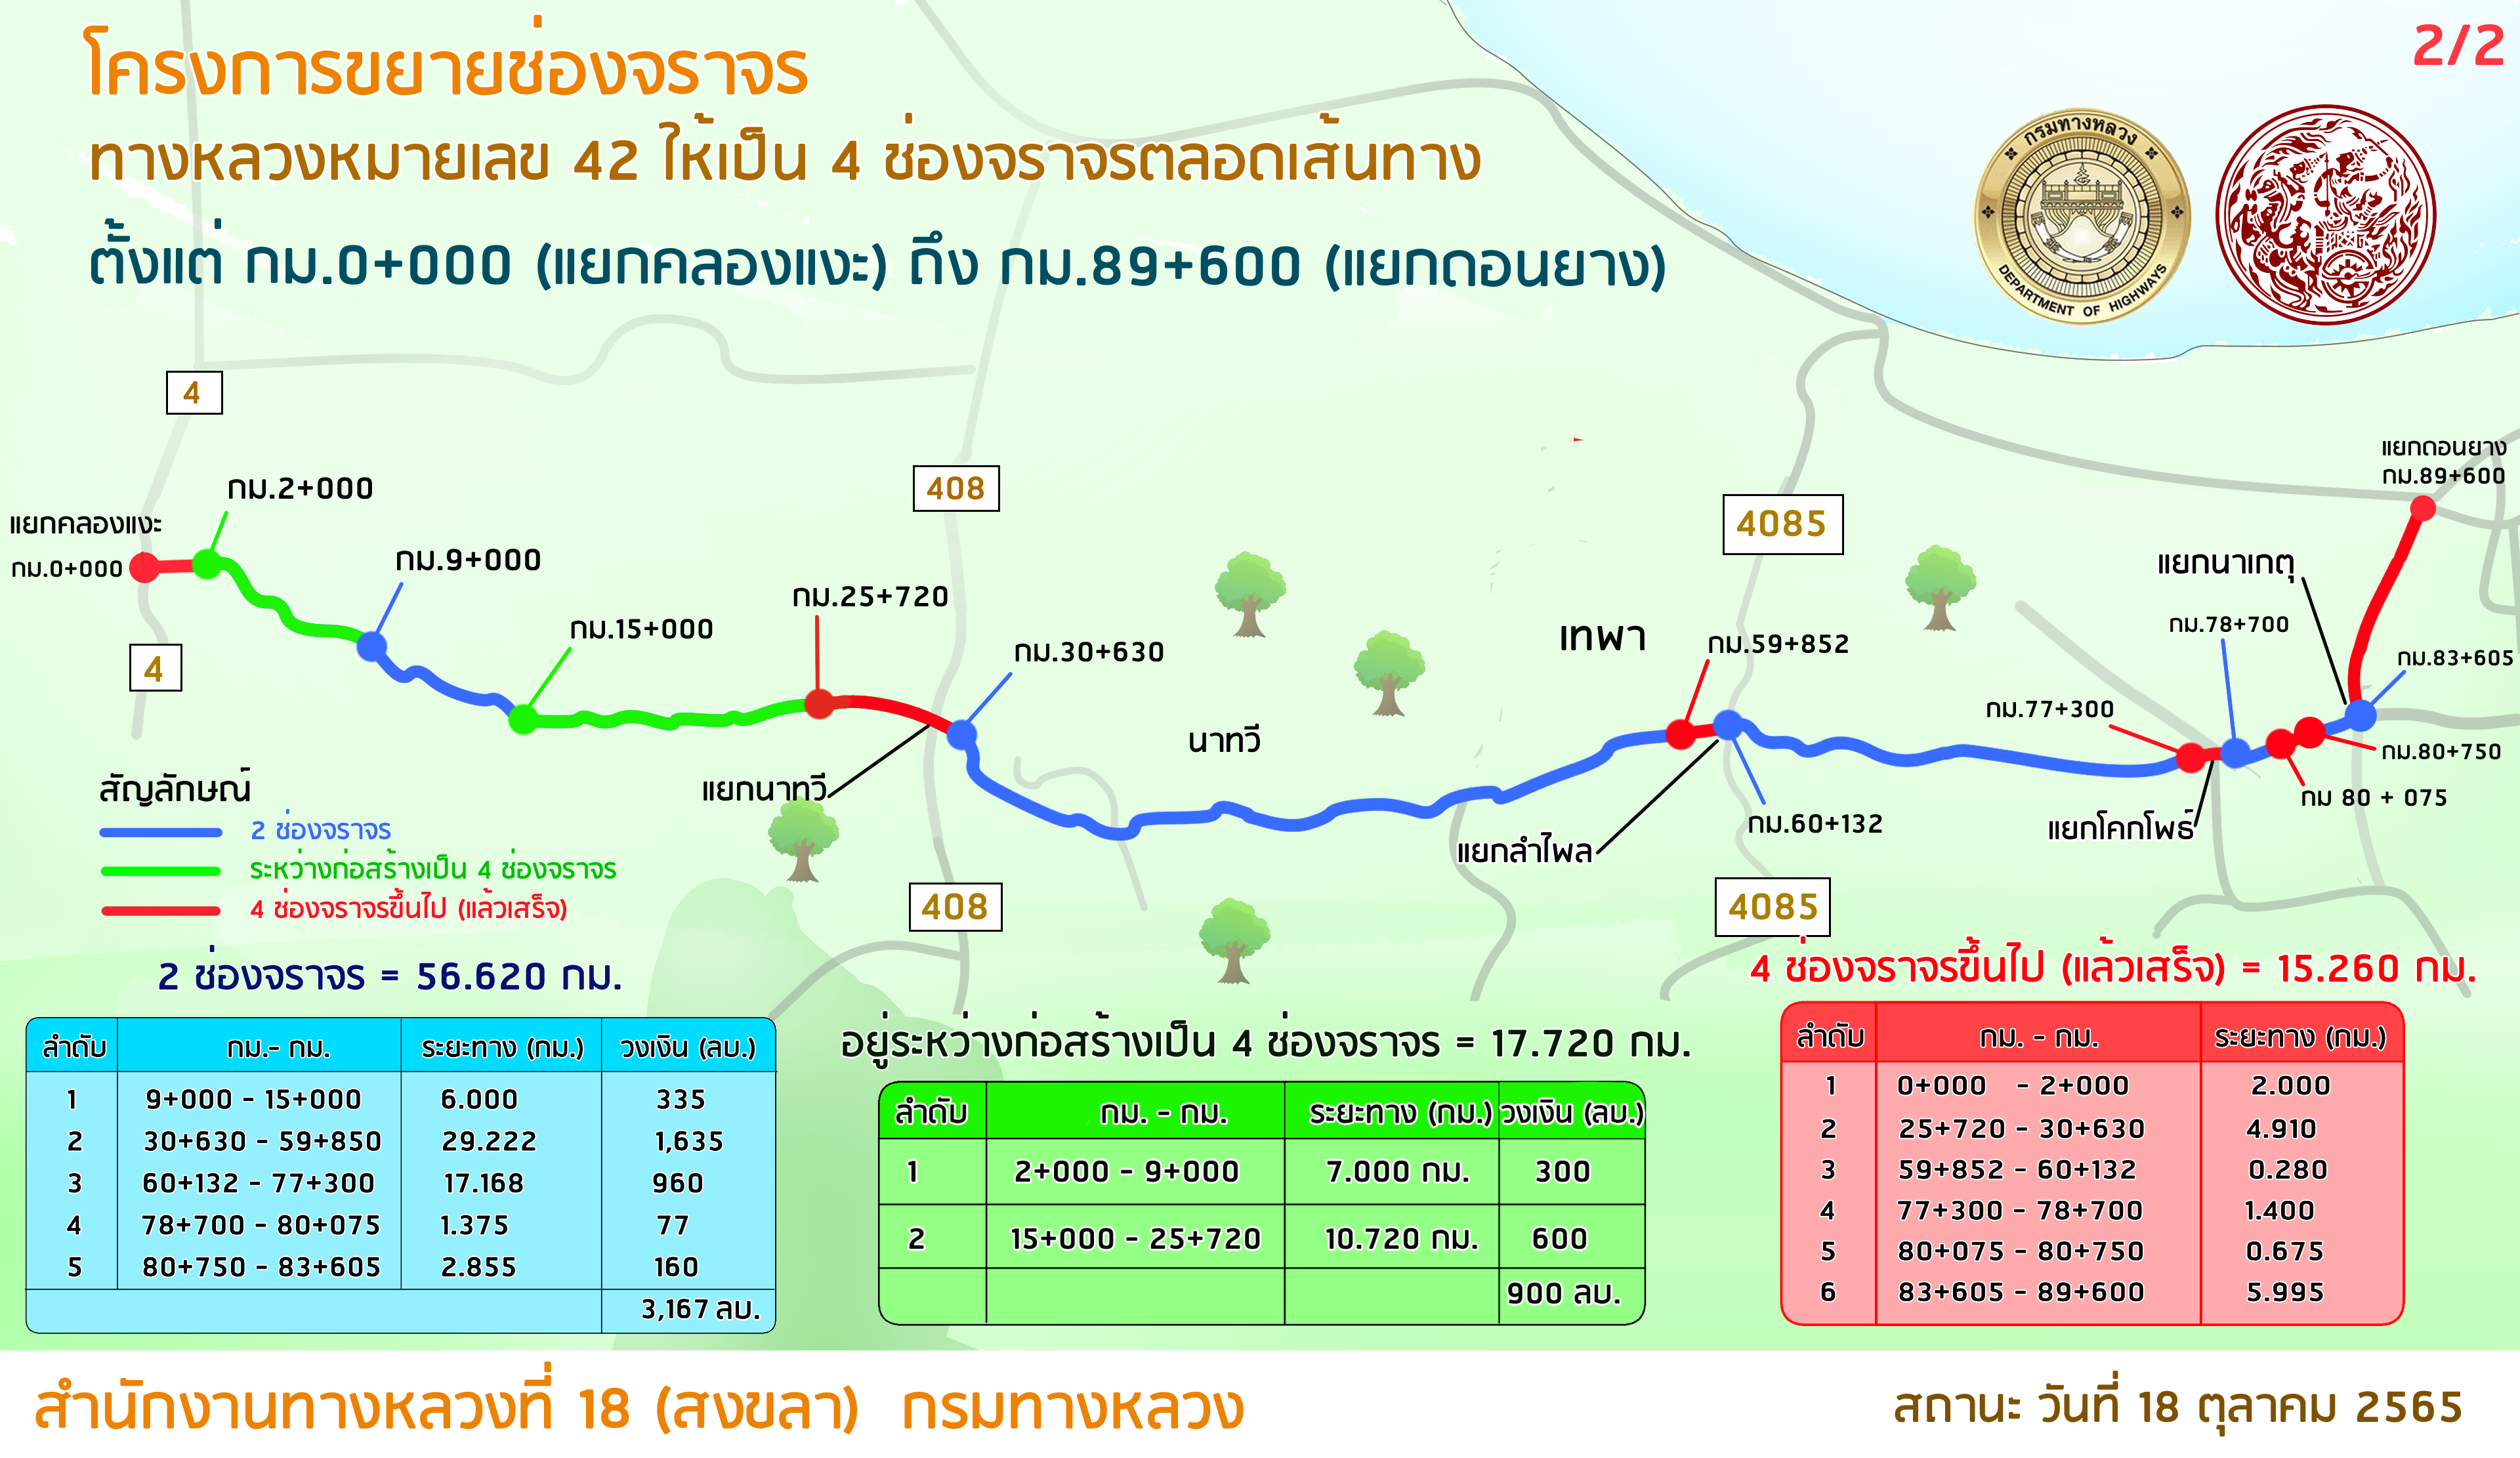 2/2
โครงการขยายช่องจราจร
ทางหลวงหมายเลข 42 ให้เป็น 4 ช่องจราจรตลอดเส้นทาง
ตั้งแต่ กม.0+000 (แยกคลองแงะ) ถึง กม.89+600 (แยกดอนยาง)
กรมทางหลวง
DEPARTMENT OF HIGHWAYS
4
แยกดอนยาง
กม.89+600
408
กม.2+000
4085
แยกคลองแงะ
กม.0+000
กม.9+000
แยกนาเกตุ
กม.25+720
กม.15+000
เทพา
กม.59+852
กม.78+700
4
กม.30+630
กม.83+605
กม.77+300
นาทวี
กม.80+750
แยกนาทวี
กม 80 + 075
กม.60+132
แยกโคกโพธ์
แยกลำไพล
สัญลักษณ์
2 ช่องจราจร
ระหว่างก่อสร้างเป็น 4 ช่องจราจร
4 ช่องจราจรขึ้นไป (แล้วเสร็จ)
408
4085
2 ช่องจราจร = 56.620 กม.
ลำดับ กม.- กม. ระยะทาง (กม.) วงเงิน (ลบ.)
1 9+000 - 15+000 6.000 335
2 30+630 - 59+850 29.222 1,635
3 60+132 - 77+300 17.168 960
4 78+700 - 80+075 1.375 77
5 80+750 - 83+605 2.855 160
3,167 ลบ.
อยู่ระหว่างก่อสร้างเป็น 4 ช่องจราจร = 17.720 กม.
ลำดับ กม. - กม. ระยะทาง (กม.) วงเงิน (ลบ.)
1 2+000 - 9+000 7.000 กม. 300
2 15+000 - 25+720 10.720 กม. 600
900 ลบ.
4 ช่องจราจรขึ้นไป (แล้วเสร็จ) = 15.260 กม.
ลำดับ กม. - กม. ระยะทาง (กม.)
1 0+000 - 2+000 2.000
2 25+720 - 30+630 4.910
3 59+852 - 60+132 0.280
4 77+300 - 78+700 1.400
5 80+075 - 80+750 0.675
6 83+605 - 89+600 5.995
สำนักงานทางหลวงที่ 18 (สงขลา) กรมทางหลวง
สถานะ วันที่ 18 ตุลาคม 2565